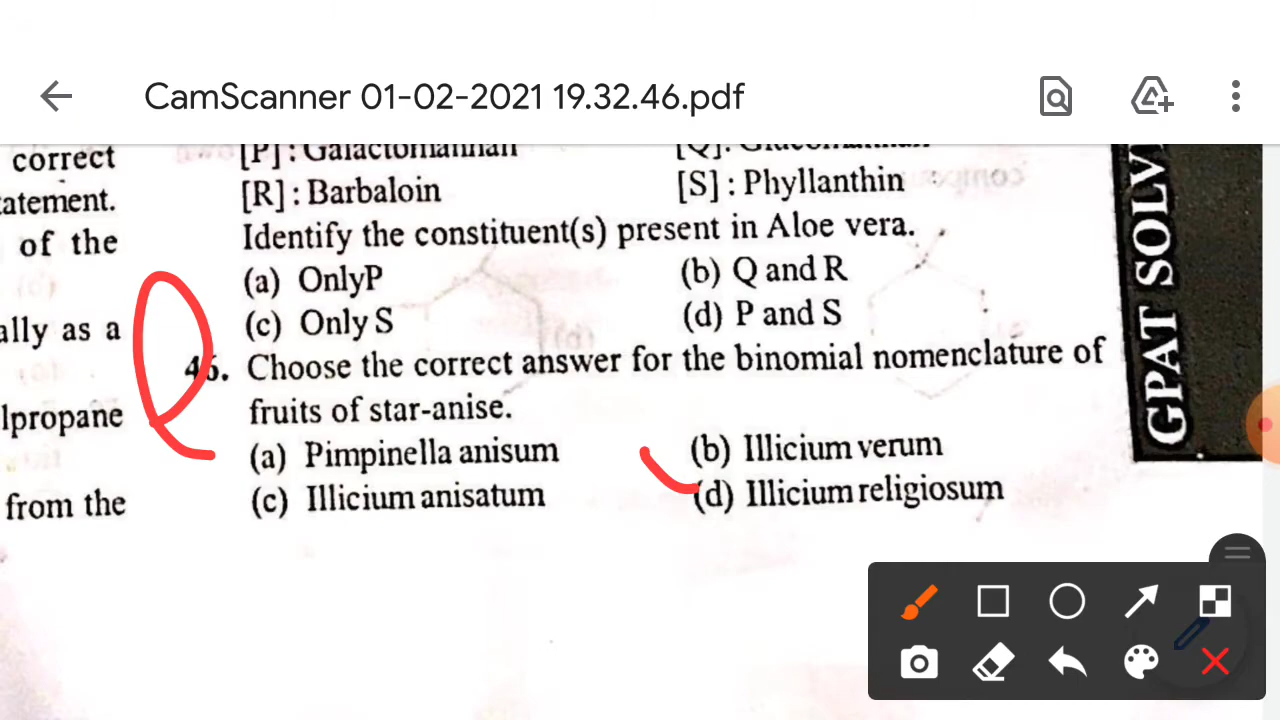 CamScanner 01-02-2021 19.32.46.pdf
correct
[P] : Galactomannan
[R] : Barbaloin
[S] : Phyllanthin
atement.
of the
Identify the constituent(s) present in Aloe vera.
(a) OnlyP
(b) Q and R
ally as a
(c) Only S
(d) P and S
46. Choose the correct answer for the binomial nomenclature of
lpropane
fruits of star-anise.
(a) Pimpinella anisum
(b) Illicium verum
from the
(c) Illicium anisatum
(d) Illicium religiosum
GPAT SOLV